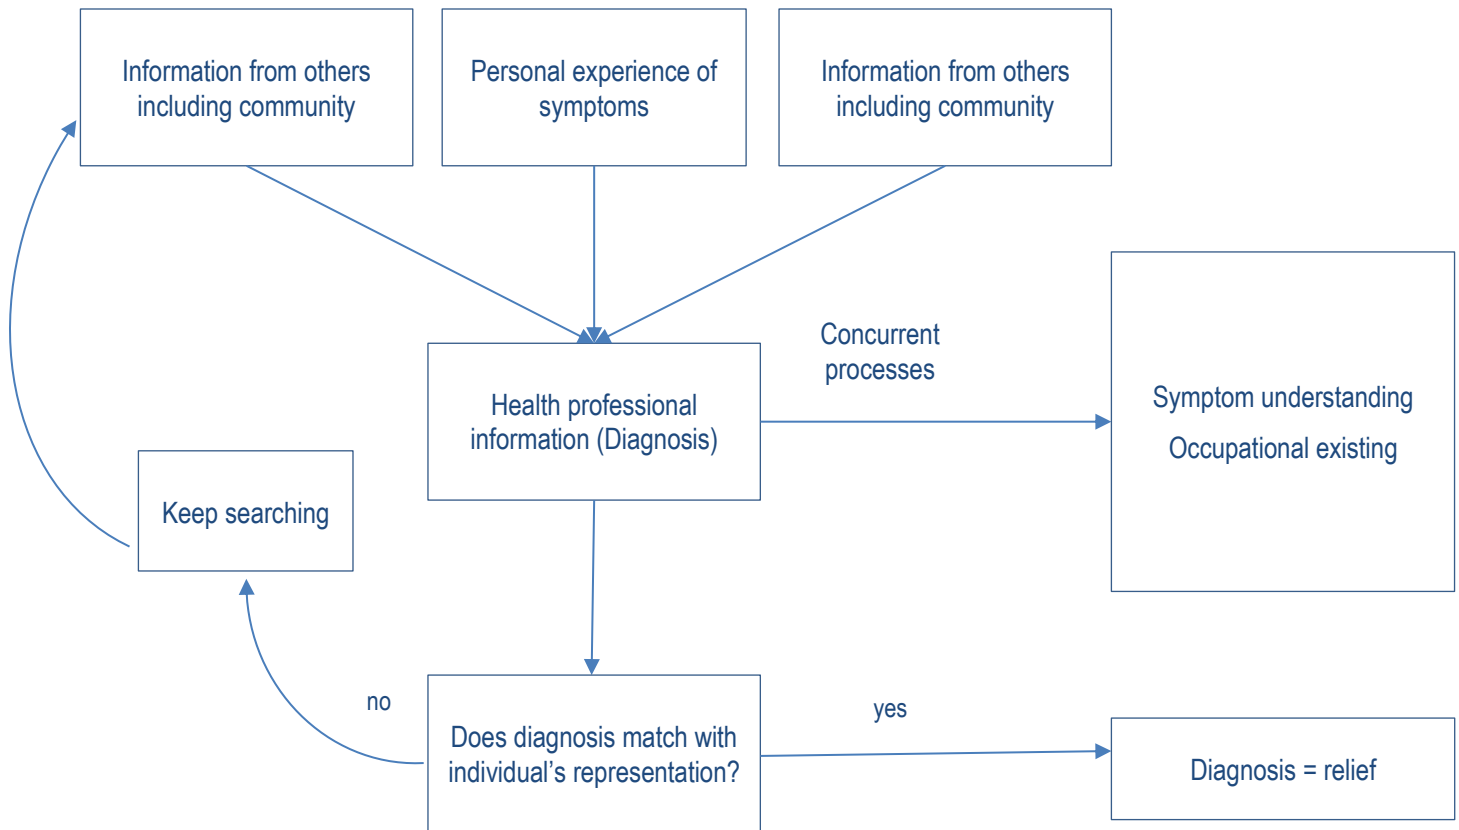 Information from others
including community
Personal experience of
symptoms
Information from others
including community
Concurrent
processes
Health professional
information (Diagnosis)
Symptom understanding
Occupational existing
Keep searching
no
yes
Does diagnosis match with
individual’s representation?
Diagnosis = relief